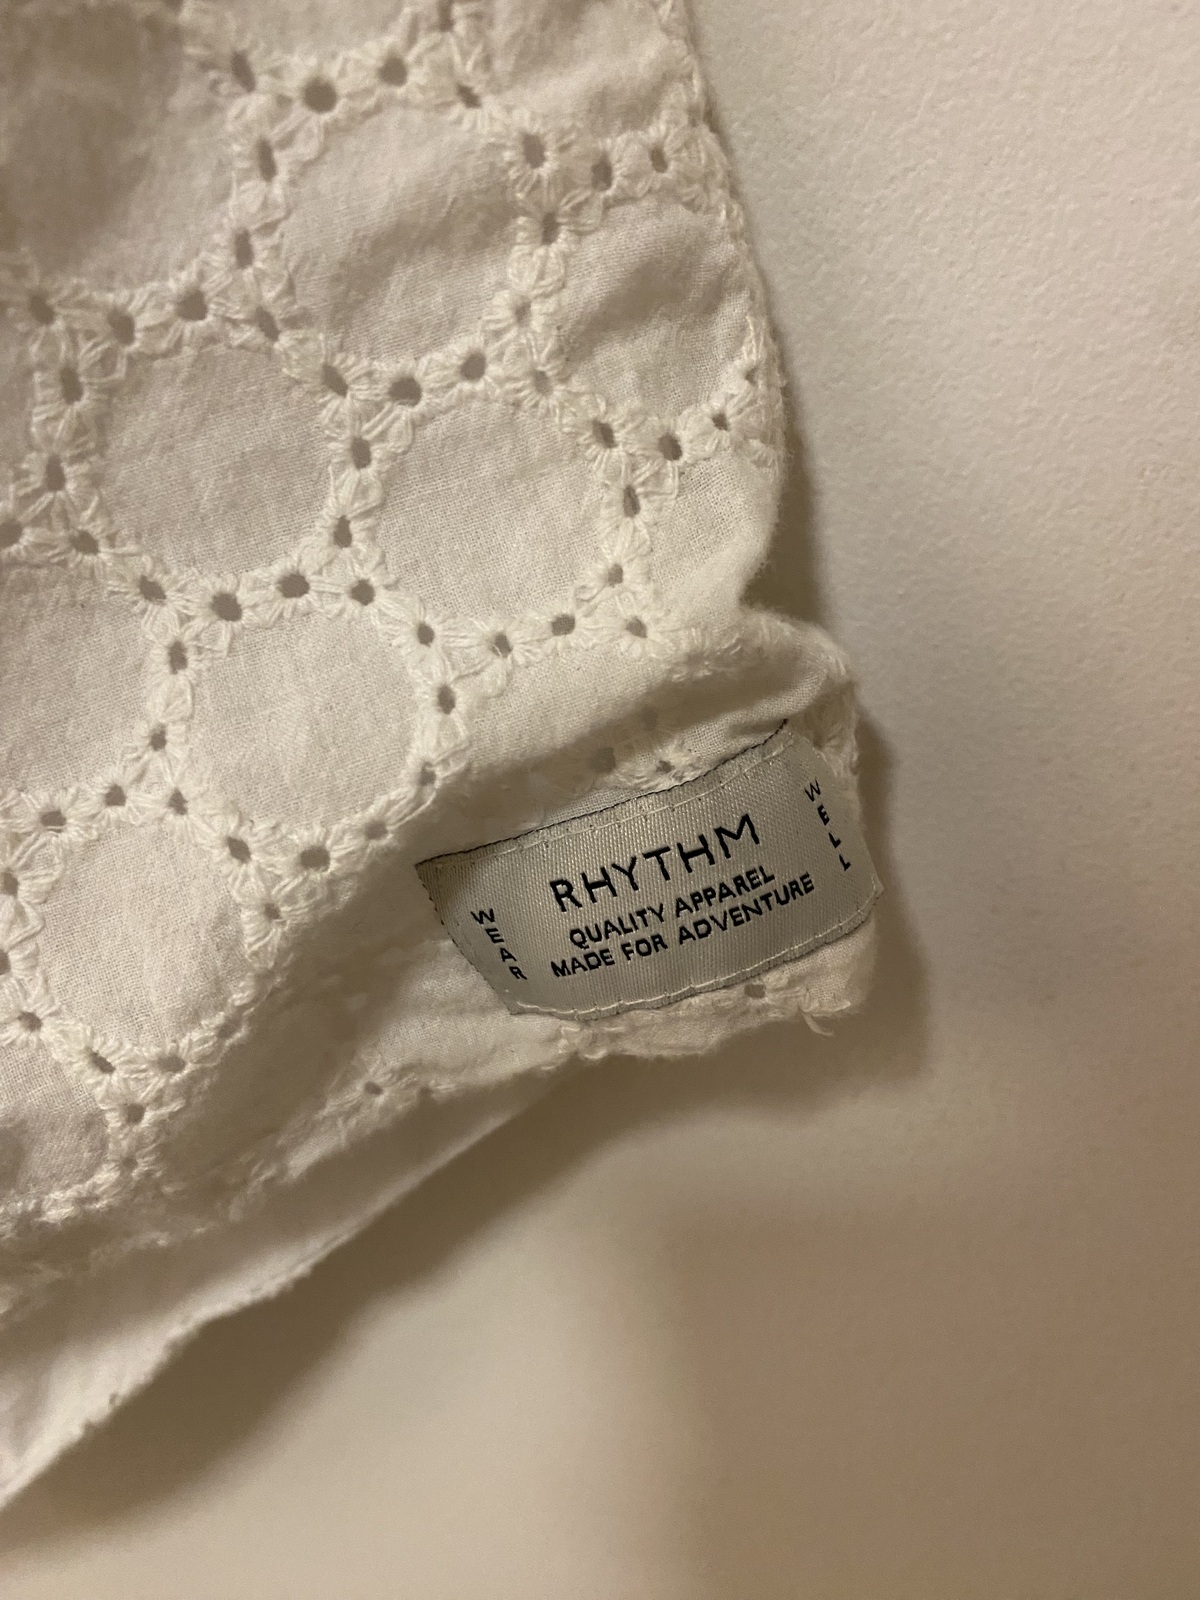 RHYTHM
QUALITY APPAREL
MADE FOR ADVENTURE
WEAR
WELL